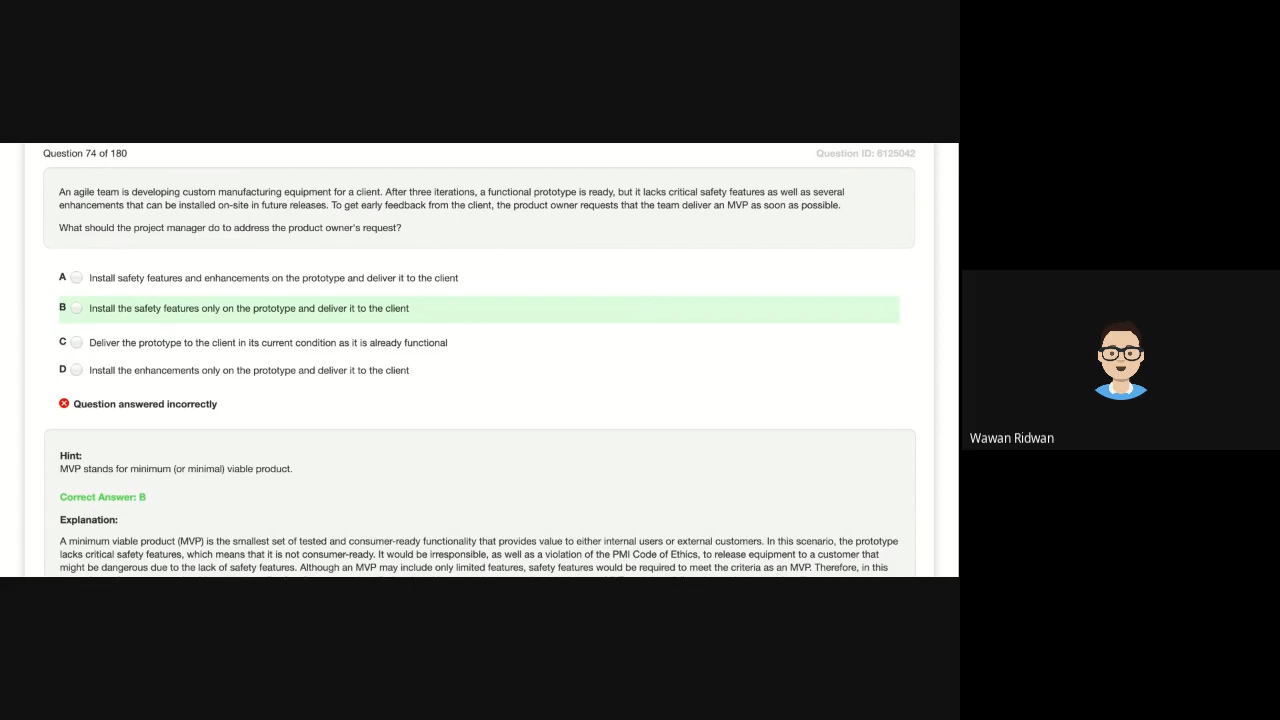 Question 74 of 180
Question ID: 6125042
An agile team is developing custom manufacturing equipment for a client. After three iterations, a functional prototype is ready, but it lacks critical safety features as well as several
enhancements that can be installed on-site in future releases. To get early feedback from the client, the product owner requests that the team deliver an MVP as soon as possible.
What should the project manager do to address the product owner's request?
A Install safety features and enhancements on the prototype and deliver it to the client
B Install the safety features only on the prototype and deliver it to the client
C Deliver the prototype to the client in its current condition as it is already functional
D Install the enhancements only on the prototype and deliver it to the client
Question answered incorrectly
Hint:
MVP stands for minimum (or minimal) viable product.
Correct Answer: B
Explanation:
A minimum viable product (MVP) is the smallest set of tested and consumer-ready functionality that provides value to either internal users or external customers. In this scenario, the prototype
lacks critical safety features, which means that it is not consumer-ready. It would be irresponsible, as well as a violation of the PMI Code of Ethics, to release equipment to a customer that
might be dangerous due to the lack of safety features. Although an MVP may include only limited features, safety features would be required to meet the criteria as an MVP. Therefore, in this
Wawan Ridwan